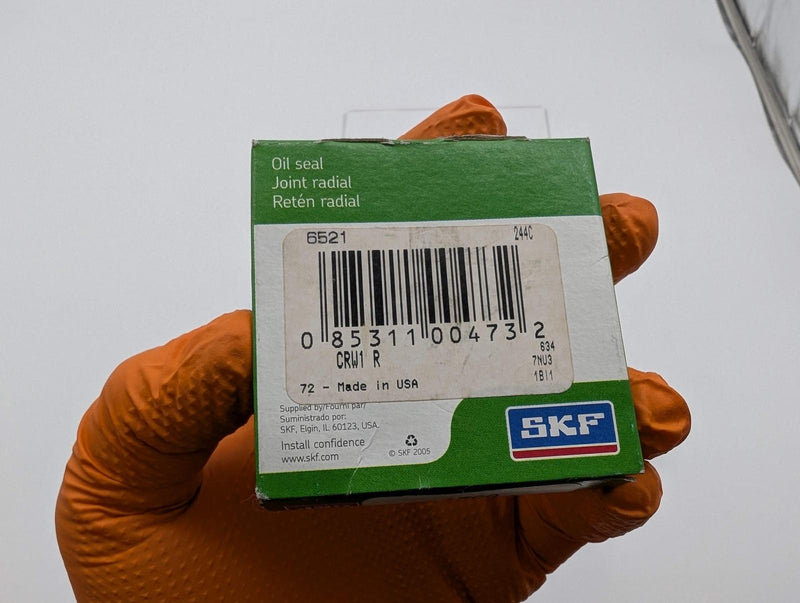 Oil seal
Joint radial
Retén radial
6521 244C
0 85311 00473 2
CRW1 R 634
7NU3
72 - Made in USA 1BI1
Supplied by/Fourni par/
Suministrado por:
SKF, Elgin, IL 60123, USA.
Install confidence
www.skf.com
© SKF 2005
SKF